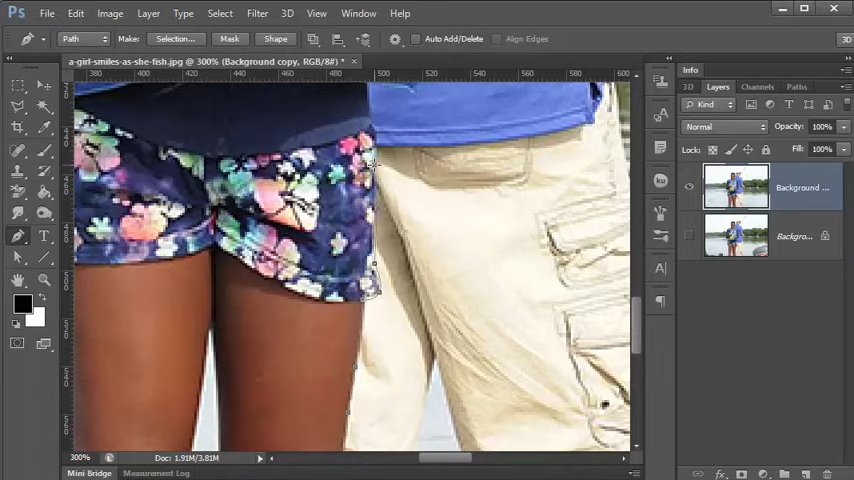 Ps File Edit Image Layer Type Select Filter 3D View Window Help
Path Make: Selection... Mask Shape Auto Add/Delete Align Edges 3D
a-girl-smiles-as-she-fish.jpg @ 300% (Background copy, RGB/8#) * ×
380 400 420 440 460 480 500 520 540 560 580 600
Info
3D Layers Channels Paths
Kind
Normal Opacity: 100%
Lock: Fill: 100%
Background ...
Backgro...
300% Doc: 1.91M/3.81M
Mini Bridge Measurement Log